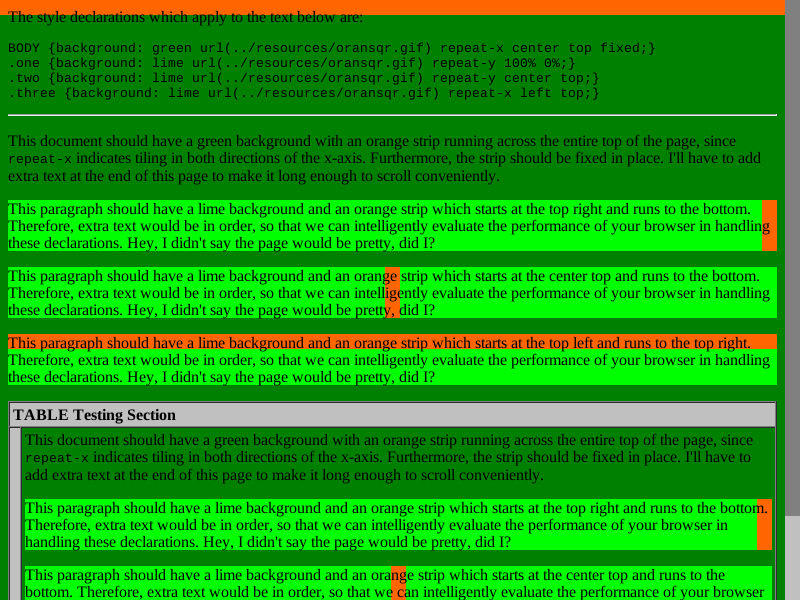 The style declarations which apply to the text below are:
BODY {background: green url(../resources/oransqr.gif) repeat-x center top fixed;}
.one {background: lime url(../resources/oransqr.gif) repeat-y 100% 0%;}
.two {background: lime url(../resources/oransqr.gif) repeat-y center top;}
.three {background: lime url(../resources/oransqr.gif) repeat-x left top;}
This document should have a green background with an orange strip running across the entire top of the page, since
repeat-x indicates tiling in both directions of the x-axis. Furthermore, the strip should be fixed in place. I'll have to add
extra text at the end of this page to make it long enough to scroll conveniently.
This paragraph should have a lime background and an orange strip which starts at the top right and runs to the bottom.
Therefore, extra text would be in order, so that we can intelligently evaluate the performance of your browser in handling
these declarations. Hey, I didn't say the page would be pretty, did I?
This paragraph should have a lime background and an orange strip which starts at the center top and runs to the bottom.
Therefore, extra text would be in order, so that we can intelligently evaluate the performance of your browser in handling
these declarations. Hey, I didn't say the page would be pretty, did I?
This paragraph should have a lime background and an orange strip which starts at the top left and runs to the top right.
Therefore, extra text would be in order, so that we can intelligently evaluate the performance of your browser in handling
these declarations. Hey, I didn't say the page would be pretty, did I?
TABLE Testing Section
This document should have a green background with an orange strip running across the entire top of the page, since
repeat-x indicates tiling in both directions of the x-axis. Furthermore, the strip should be fixed in place. I'll have to
add extra text at the end of this page to make it long enough to scroll conveniently.
This paragraph should have a lime background and an orange strip which starts at the top right and runs to the bottom.
Therefore, extra text would be in order, so that we can intelligently evaluate the performance of your browser in
handling these declarations. Hey, I didn't say the page would be pretty, did I?
This paragraph should have a lime background and an orange strip which starts at the center top and runs to the
bottom. Therefore, extra text would be in order, so that we can intelligently evaluate the performance of your browser